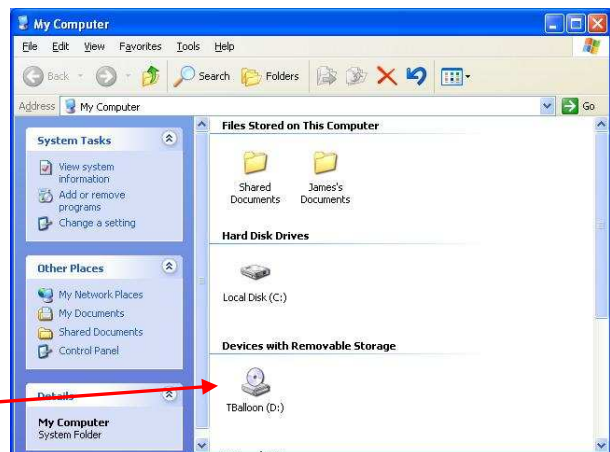 My Computer
File Edit View Favorites Tools Help
Back Search Folders
Address My Computer Go
System Tasks
View system
information
Add or remove
programs
Change a setting
Other Places
My Network Places
My Documents
Shared Documents
Control Panel
Details
My Computer
System Folder
Files Stored on This Computer
Shared
Documents
James's
Documents
Hard Disk Drives
Local Disk (C:)
Devices with Removable Storage
TBalloon (D:)